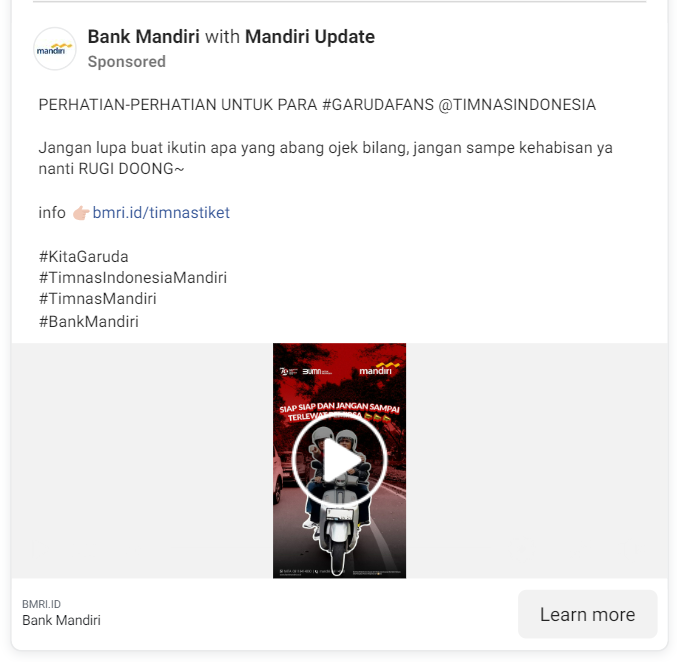 mandiri
Bank Mandiri with Mandiri Update
Sponsored
PERHATIAN-PERHATIAN UNTUK PARA #GARUDAFANS @TIMNASINDONESIA
Jangan lupa buat ikutin apa yang abang ojek bilang, jangan sampe kehabisan ya
nanti RUGI DOONG~
info 👉🏻 bmri.id/timnastiket
#KitaGaruda
#TimnasIndonesiaMandiri
#TimnasMandiri
#BankMandiri
79 BUMN mandiri
SIAP SIAP DAN JANGAN SAMPAI
TERLEWAT
BMRI.ID
Bank Mandiri
Learn more